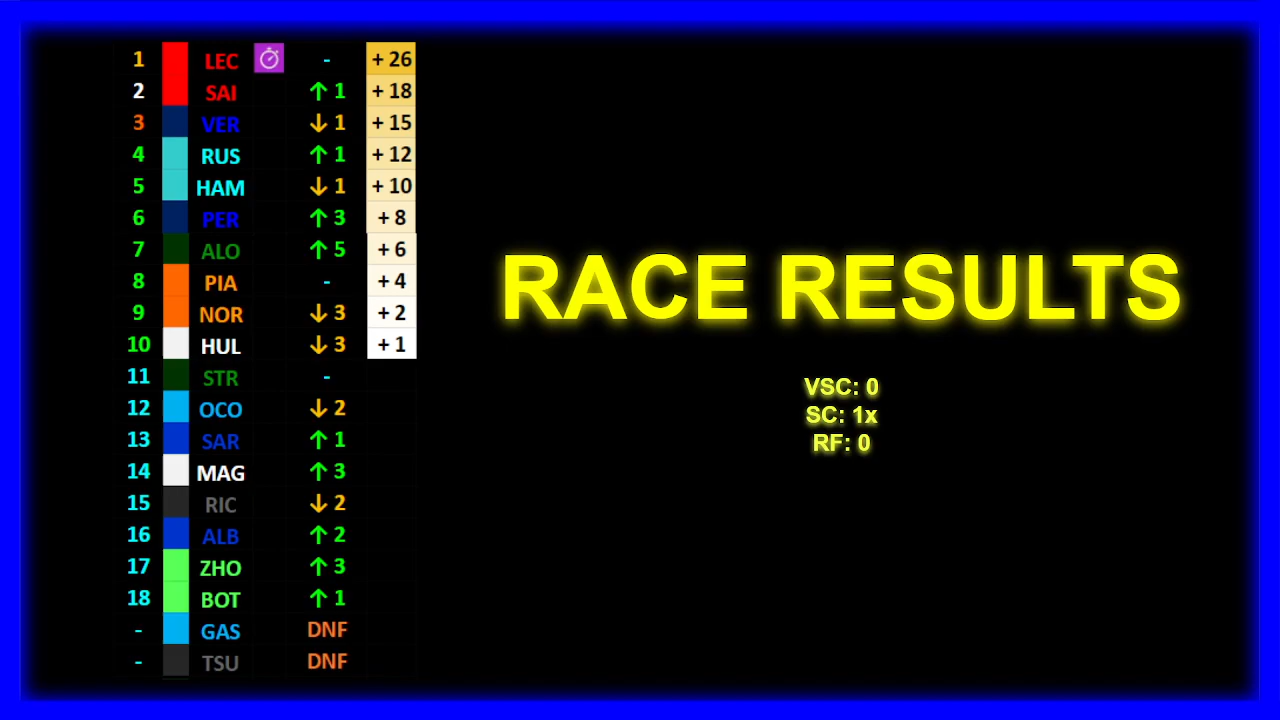 1 LEC - + 26
2 SAI ↑ 1 + 18
3 VER ↓ 1 + 15
4 RUS ↑ 1 + 12
5 HAM ↓ 1 + 10
6 PER ↑ 3 + 8
7 ALO ↑ 5 + 6
8 PIA - + 4
9 NOR ↓ 3 + 2
10 HUL ↓ 3 + 1
11 STR -
12 OCO ↓ 2
13 SAR ↑ 1
14 MAG ↑ 3
15 RIC ↓ 2
16 ALB ↑ 2
17 ZHO ↑ 3
18 BOT ↑ 1
- GAS DNF
- TSU DNF
RACE RESULTS
VSC: 0
SC: 1x
RF: 0